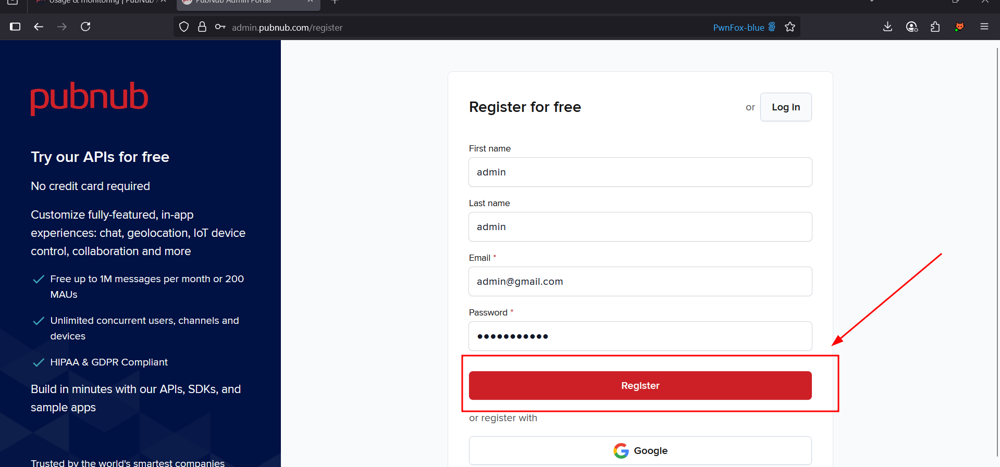 Usage & monitoring | PubNub
PubNub Admin Portal
admin.pubnub.com/register
PwnFox-blue
pubnub
Try our APIs for free
No credit card required
Customize fully-featured, in-app
experiences: chat, geolocation, IoT device
control, collaboration and more
Free up to 1M messages per month or 200
MAUs
Unlimited concurrent users, channels and
devices
HIPAA & GDPR Compliant
Build in minutes with our APIs, SDKs, and
sample apps
Trusted by the world's smartest companies
Register for free
or
Log in
First name
admin
Last name
admin
Email *
admin@gmail.com
Password *
Register
or register with
Google